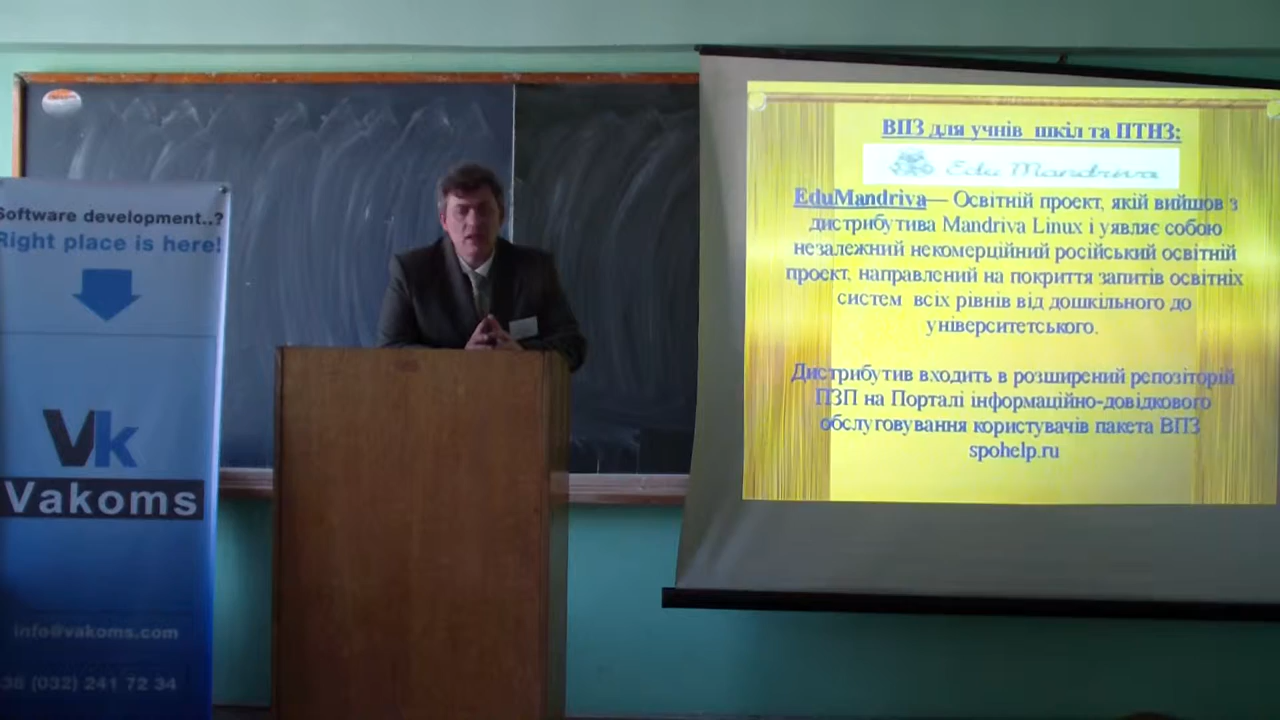 Software development..?
Right place is here!
Vk
Vakoms
info@vakoms.com
38 (032) 241 72 34
ВПЗ для учнів шкіл та ПТНЗ:
Edu Mandriva
EduMandriva— Освітній проект, якій вийшов з
дистрибутива Mandriva Linux і уявляє собою
незалежний некомерційний російський освітній
проект, направлений на покриття запитів освітніх
систем всіх рівнів від дошкільного до
університетського.
Дистрибутив входить в розширений репозіторій
ПЗП на Порталі інформаційно-довідкового
обслуговування користувачів пакета ВПЗ
spohelp.ru